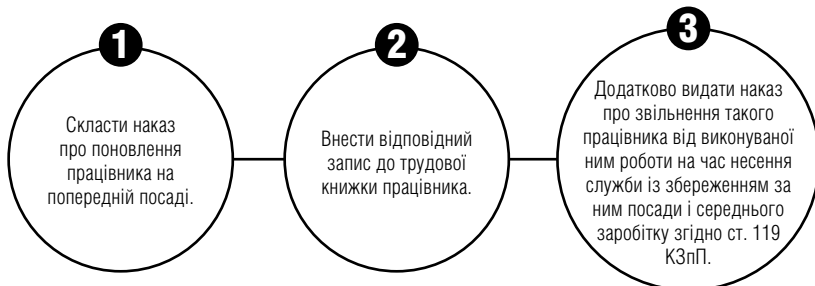 1
Скласти наказ
про поновлення
працівника на
попередній посаді.
2
Внести відповідний
запис до трудової
книжки працівника.
3
Додатково видати наказ
про звільнення такого
працівника від виконуваної
ним роботи на час несення
служби із збереженням за
ним посади і середнього
заробітку згідно ст. 119
КЗпП.